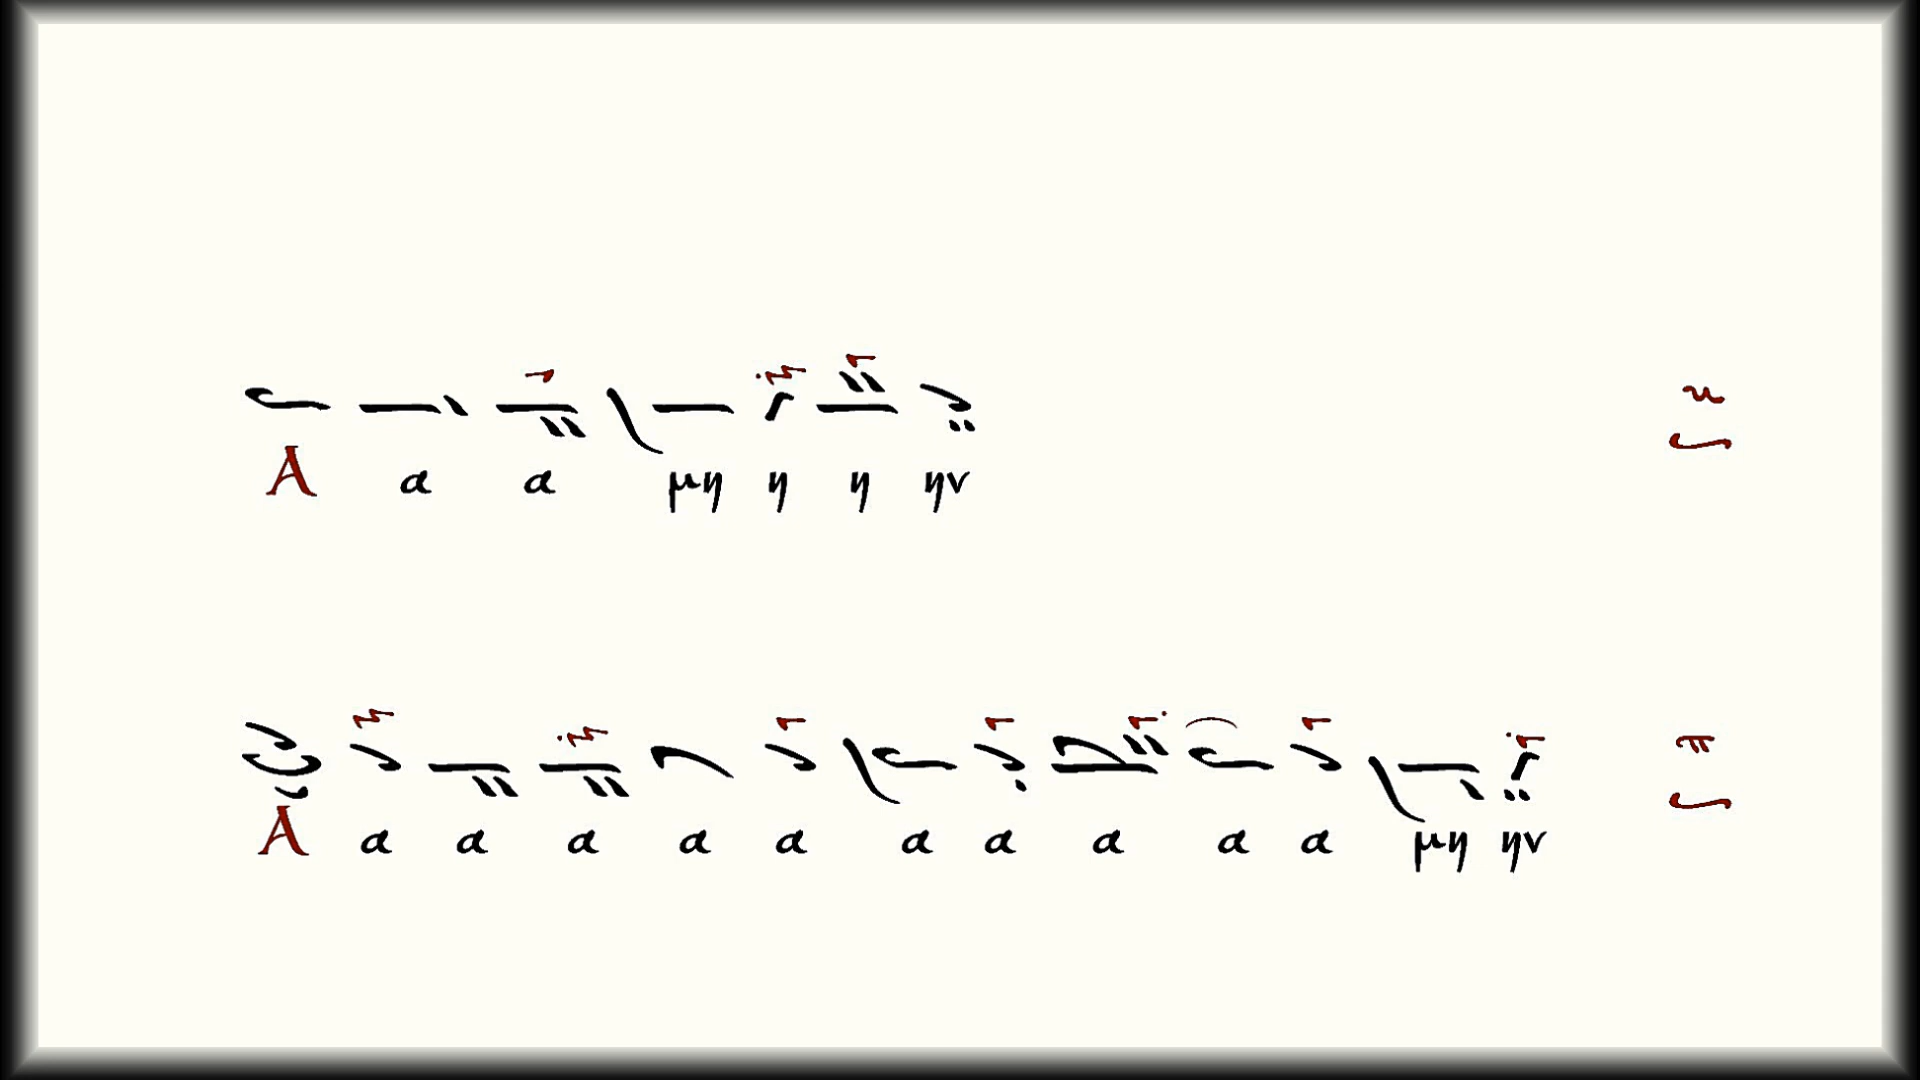 Α α α μη η η ην
Α α α α α α α α α α α μη ην